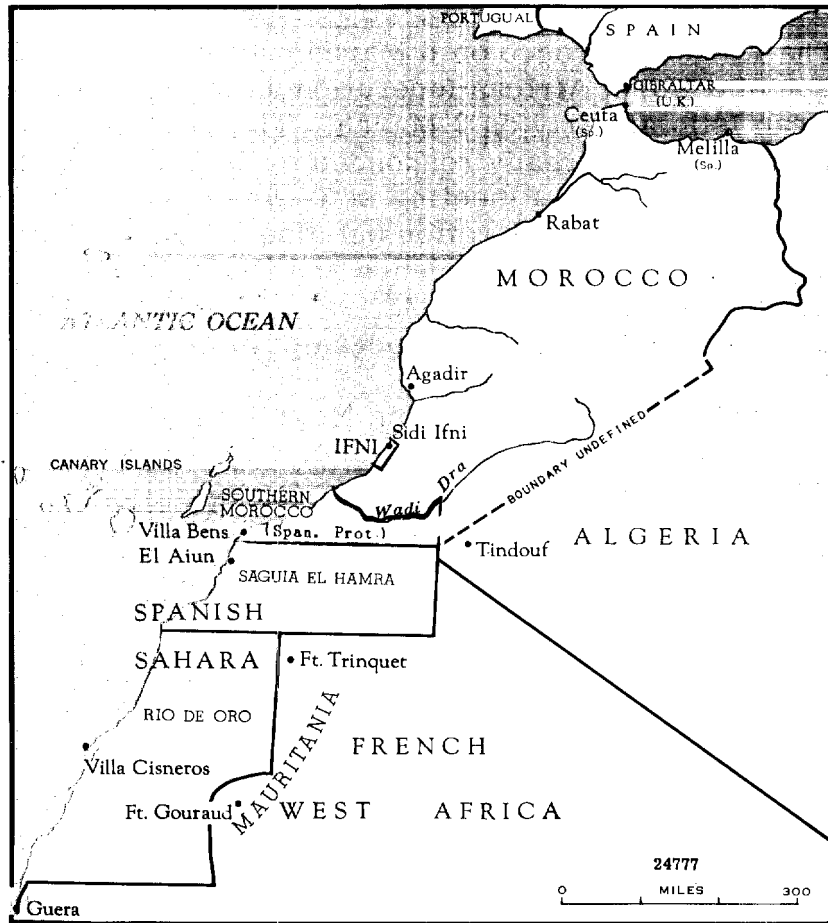 PORTUGUAL
SPAIN
GIBRALTAR
(U.K.)
Ceuta
(Sp.)
Melilla
(Sp.)
Rabat
MOROCCO
ATLANTIC OCEAN
Agadir
Sidi Ifni
IFNI
CANARY ISLANDS
SOUTHERN
MOROCCO
(Span. Prot.)
Wadi Dra
BOUNDARY UNDEFINED
Villa Bens
El Aiun
Tindouf
ALGERIA
SAGUIA EL HAMRA
SPANISH
SAHARA
Ft. Trinquet
RIO DE ORO
MAURITANIA
FRENCH
Villa Cisneros
Ft. Gouraud
WEST AFRICA
24777
0 MILES 300
Guera